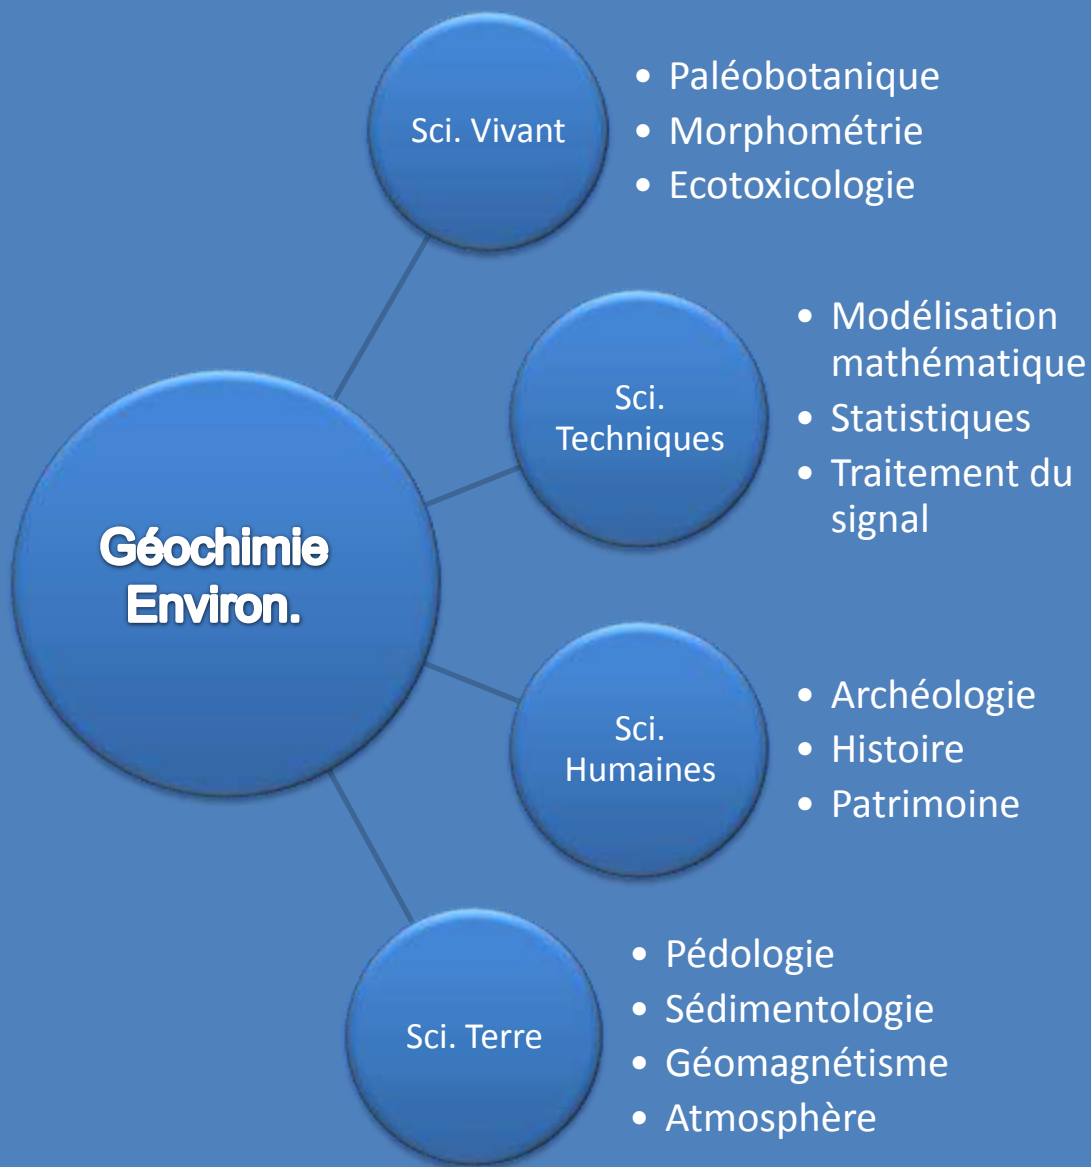 Sci. Vivant
• Paléobotanique
• Morphométrie
• Ecotoxicologie
Sci.
Techniques
• Modélisation
mathématique
• Statistiques
• Traitement du
signal
Géochimie
Environ.
Sci.
Humaines
• Archéologie
• Histoire
• Patrimoine
Sci. Terre
• Pédologie
• Sédimentologie
• Géomagnétisme
• Atmosphère